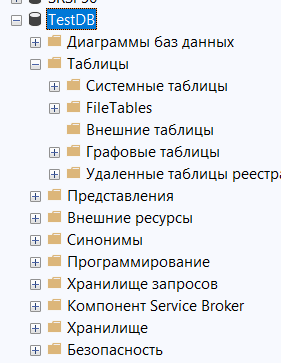 TestDB
Диаграммы баз данных
Таблицы
Системные таблицы
FileTables
Внешние таблицы
Графовые таблицы
Удаленные таблицы реестра
Представления
Внешние ресурсы
Синонимы
Программирование
Хранилище запросов
Компонент Service Broker
Хранилище
Безопасность